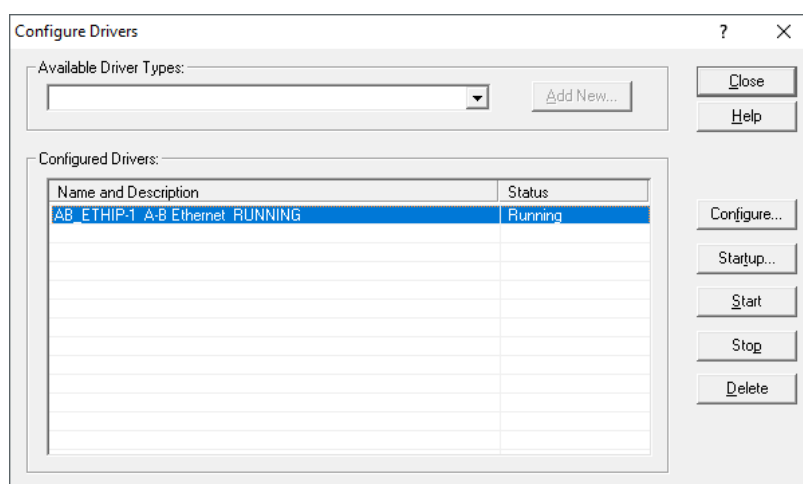 Configure Drivers
?
Available Driver Types:
Add New...
Close
Help
Configured Drivers:
Name and Description Status
AB_ETHIP-1 A-B Ethernet RUNNING Running
Configure...
Startup...
Start
Stop
Delete